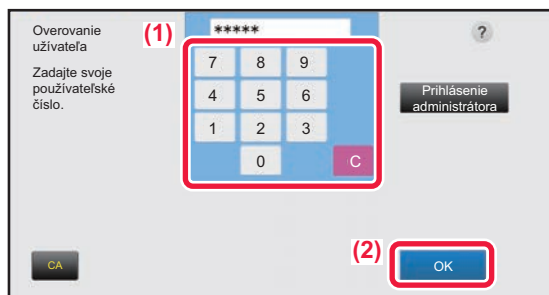 Overovanie
užívateľa
Zadajte svoje
používateľské
číslo.
(1)
*****
7 8 9
4 5 6
1 2 3
0 C
?
Prihlásenie
administrátora
CA
(2)
OK